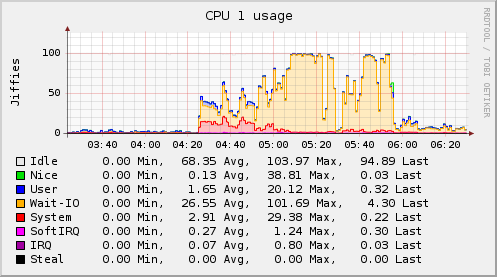 CPU 1 usage
RRDTOOL / TOBI OETIKER
Jiffies
100
50
0
03:40 04:00 04:20 04:40 05:00 05:20 05:40 06:00 06:20
Idle 0.00 Min, 68.35 Avg, 103.97 Max, 94.89 Last
Nice 0.00 Min, 0.13 Avg, 38.81 Max, 0.03 Last
User 0.00 Min, 1.65 Avg, 20.12 Max, 0.32 Last
Wait-IO 0.00 Min, 26.55 Avg, 101.69 Max, 4.30 Last
System 0.00 Min, 2.91 Avg, 29.38 Max, 0.22 Last
SoftIRQ 0.00 Min, 0.27 Avg, 1.24 Max, 0.30 Last
IRQ 0.00 Min, 0.07 Avg, 0.80 Max, 0.03 Last
Steal 0.00 Min, 0.00 Avg, 0.00 Max, 0.00 Last